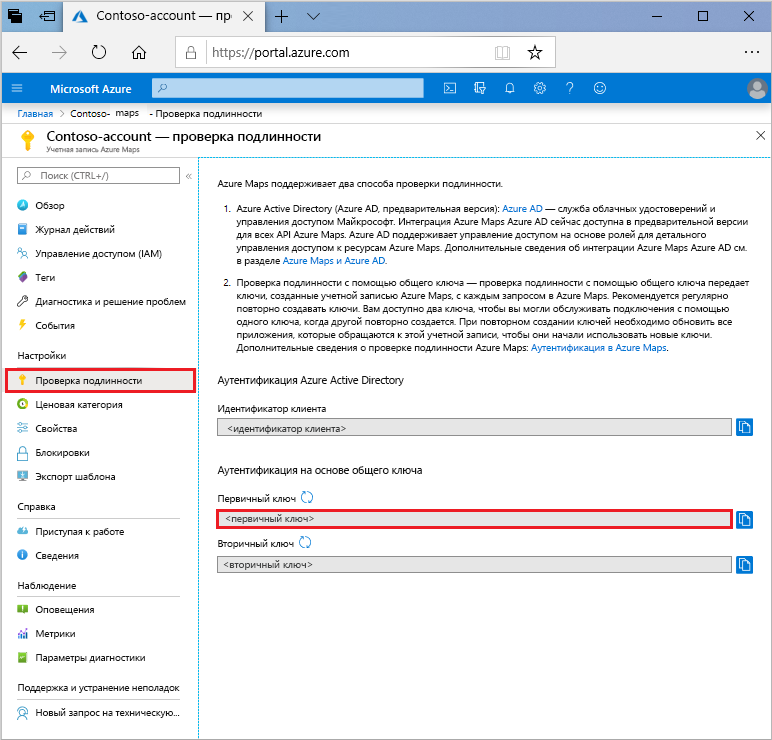 Contoso-account — про
https://portal.azure.com
Microsoft Azure
Главная > Contoso- maps - Проверка подлинности
Contoso-account — проверка подлинности
Учетная запись Azure Maps
Поиск (CTRL+/)
Обзор
Журнал действий
Управление доступом (IAM)
Теги
Диагностика и решение проблем
События
Настройки
Проверка подлинности
Ценовая категория
Свойства
Блокировки
Экспорт шаблона
Справка
Приступая к работе
Сведения
Наблюдение
Оповещения
Метрики
Параметры диагностики
Поддержка и устранение неполадок
Новый запрос на техническую...
Azure Maps поддерживает два способа проверки подлинности.
1. Azure Active Directory (Azure AD, предварительная версия): Azure AD — служба облачных удостоверений и
управления доступом Майкрософт. Интеграция Azure Maps Azure AD сейчас доступна в предварительной версии
для всех API Azure Maps. Azure AD поддерживает управление доступом на основе ролей для детального
управления доступом к ресурсам Azure Maps. Дополнительные сведения об интеграции Azure Maps Azure AD см.
в разделе Azure Maps и Azure AD.
2. Проверка подлинности с помощью общего ключа — проверка подлинности с помощью общего ключа передает
ключи, созданные учетной записью Azure Maps, с каждым запросом в Azure Maps. Рекомендуется регулярно
повторно создавать ключи. Вам доступно два ключа, чтобы вы могли обслуживать подключения с помощью
одного ключа, когда другой повторно создается. При повторном создании ключей необходимо обновить все
приложения, которые обращаются к этой учетной записи, чтобы они начали использовать новые ключи.
Дополнительные сведения о проверке подлинности Azure Maps: Аутентификация в Azure Maps.
Аутентификация Azure Active Directory
Идентификатор клиента
<идентификатор клиента>
Аутентификация на основе общего ключа
Первичный ключ
<первичный ключ>
Вторичный ключ
<вторичный ключ>